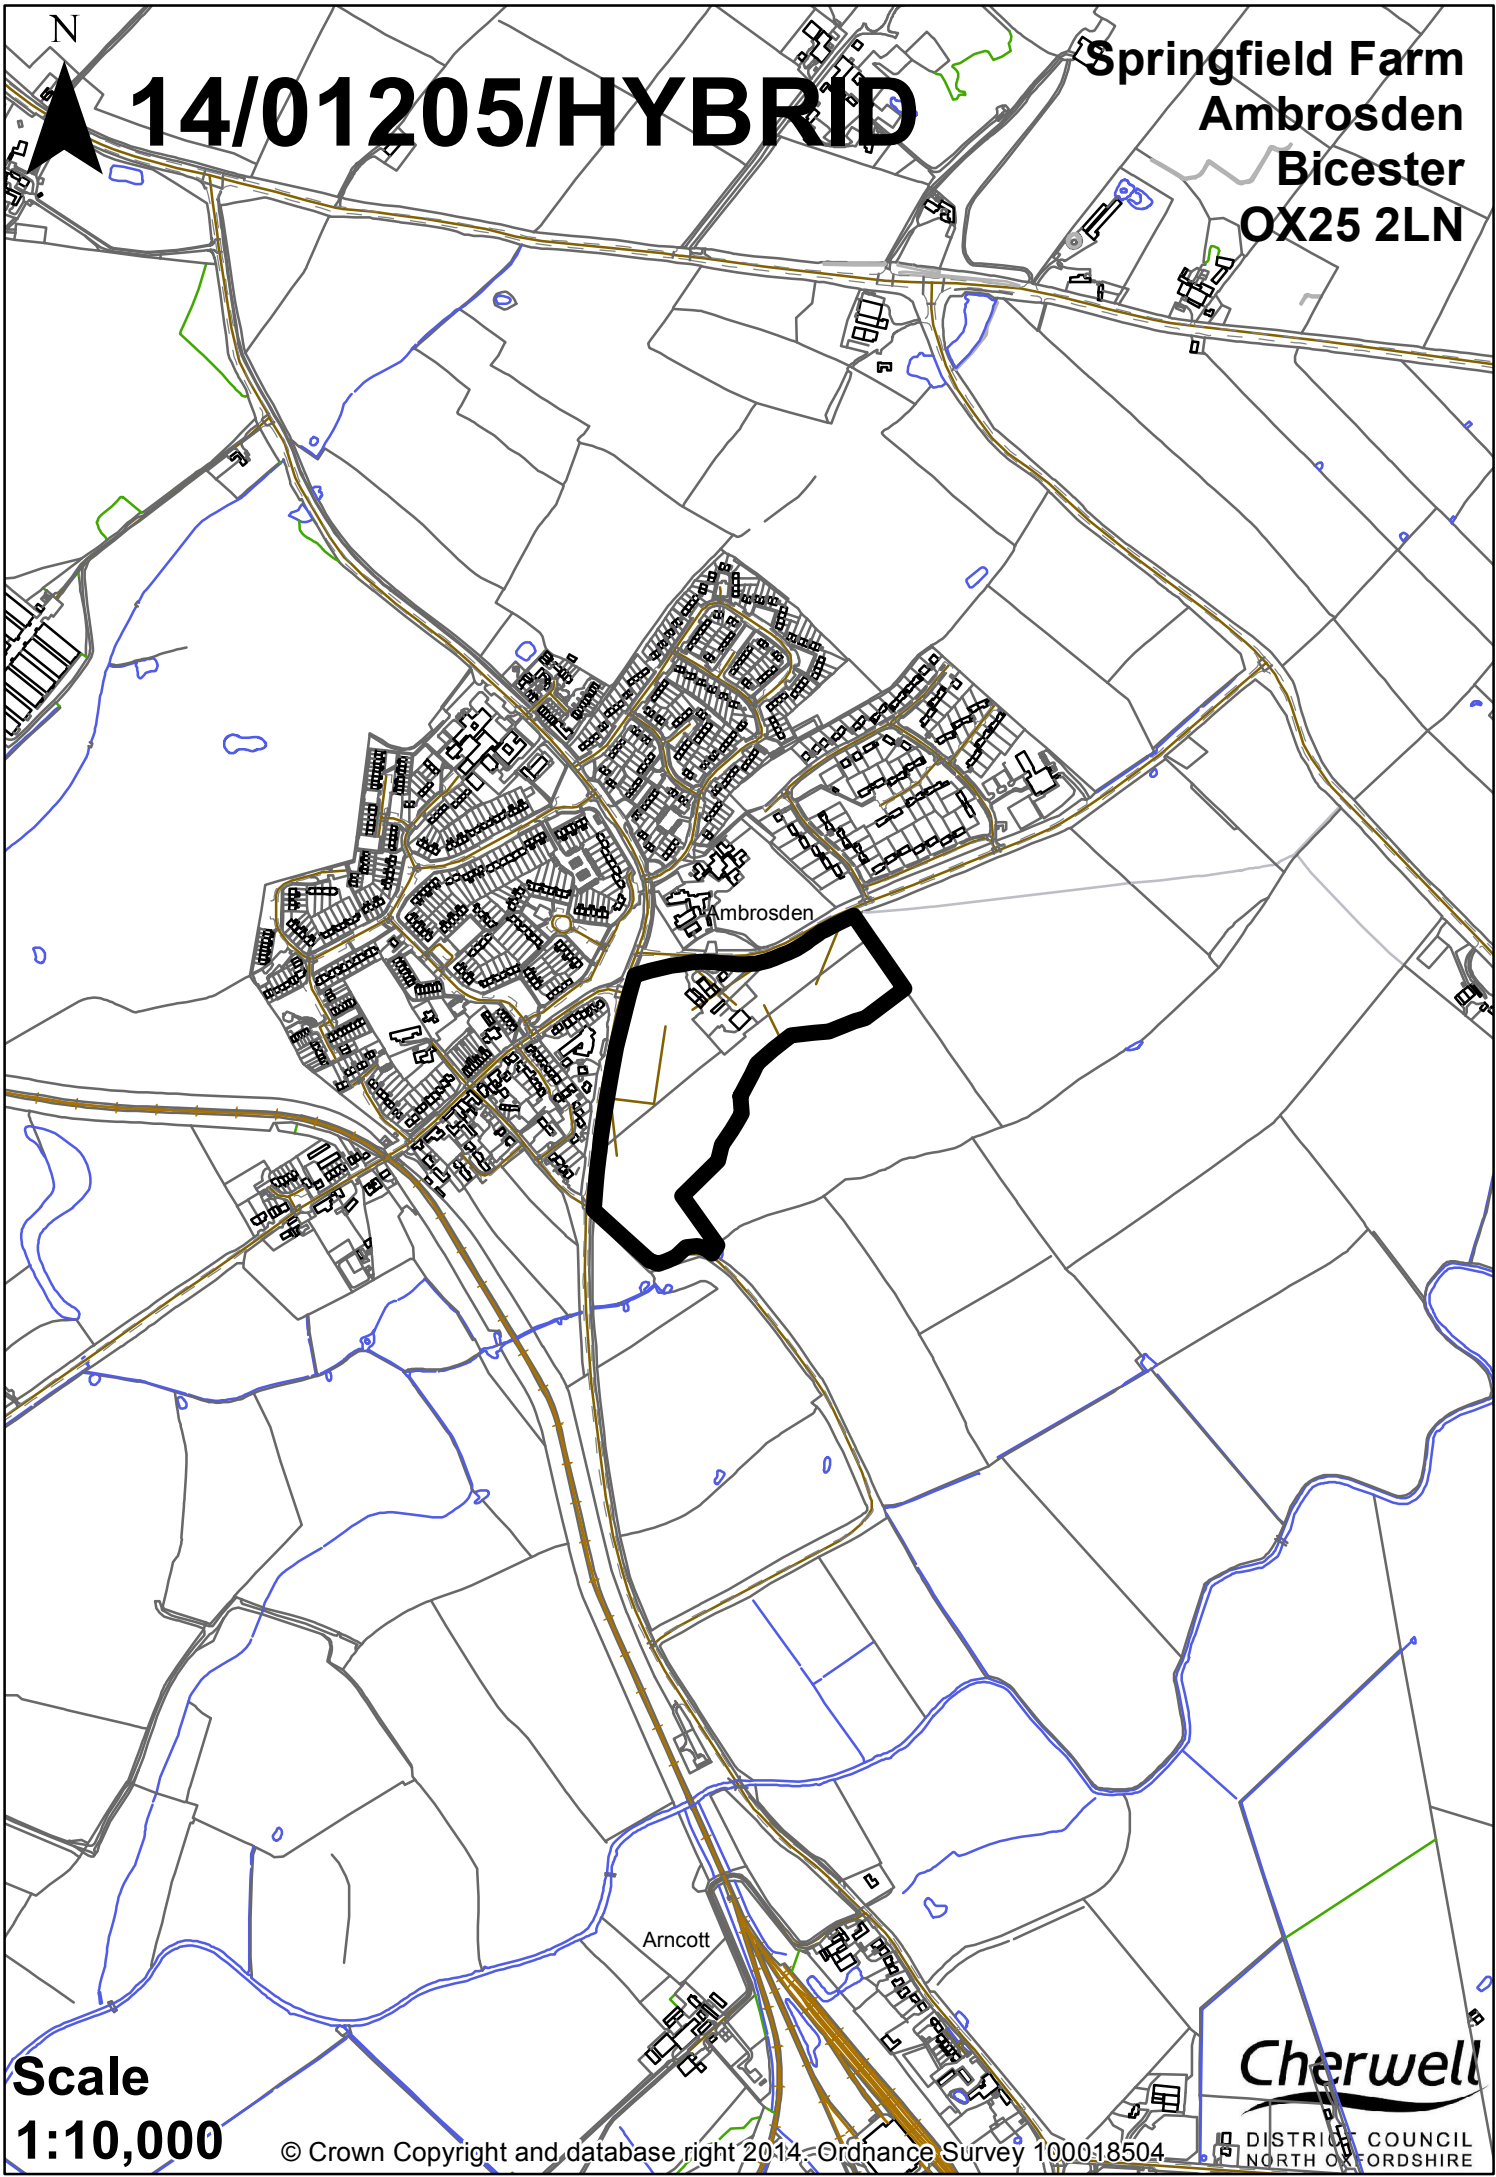 N
14/01205/HYBRID
Springfield Farm
Ambrosden
Bicester
OX25 2LN
Ambrosden
Arncott
Scale
1:10,000
© Crown Copyright and database right 2014. Ordnance Survey 100018504
Cherwell
DISTRICT COUNCIL
NORTH OXFORDSHIRE